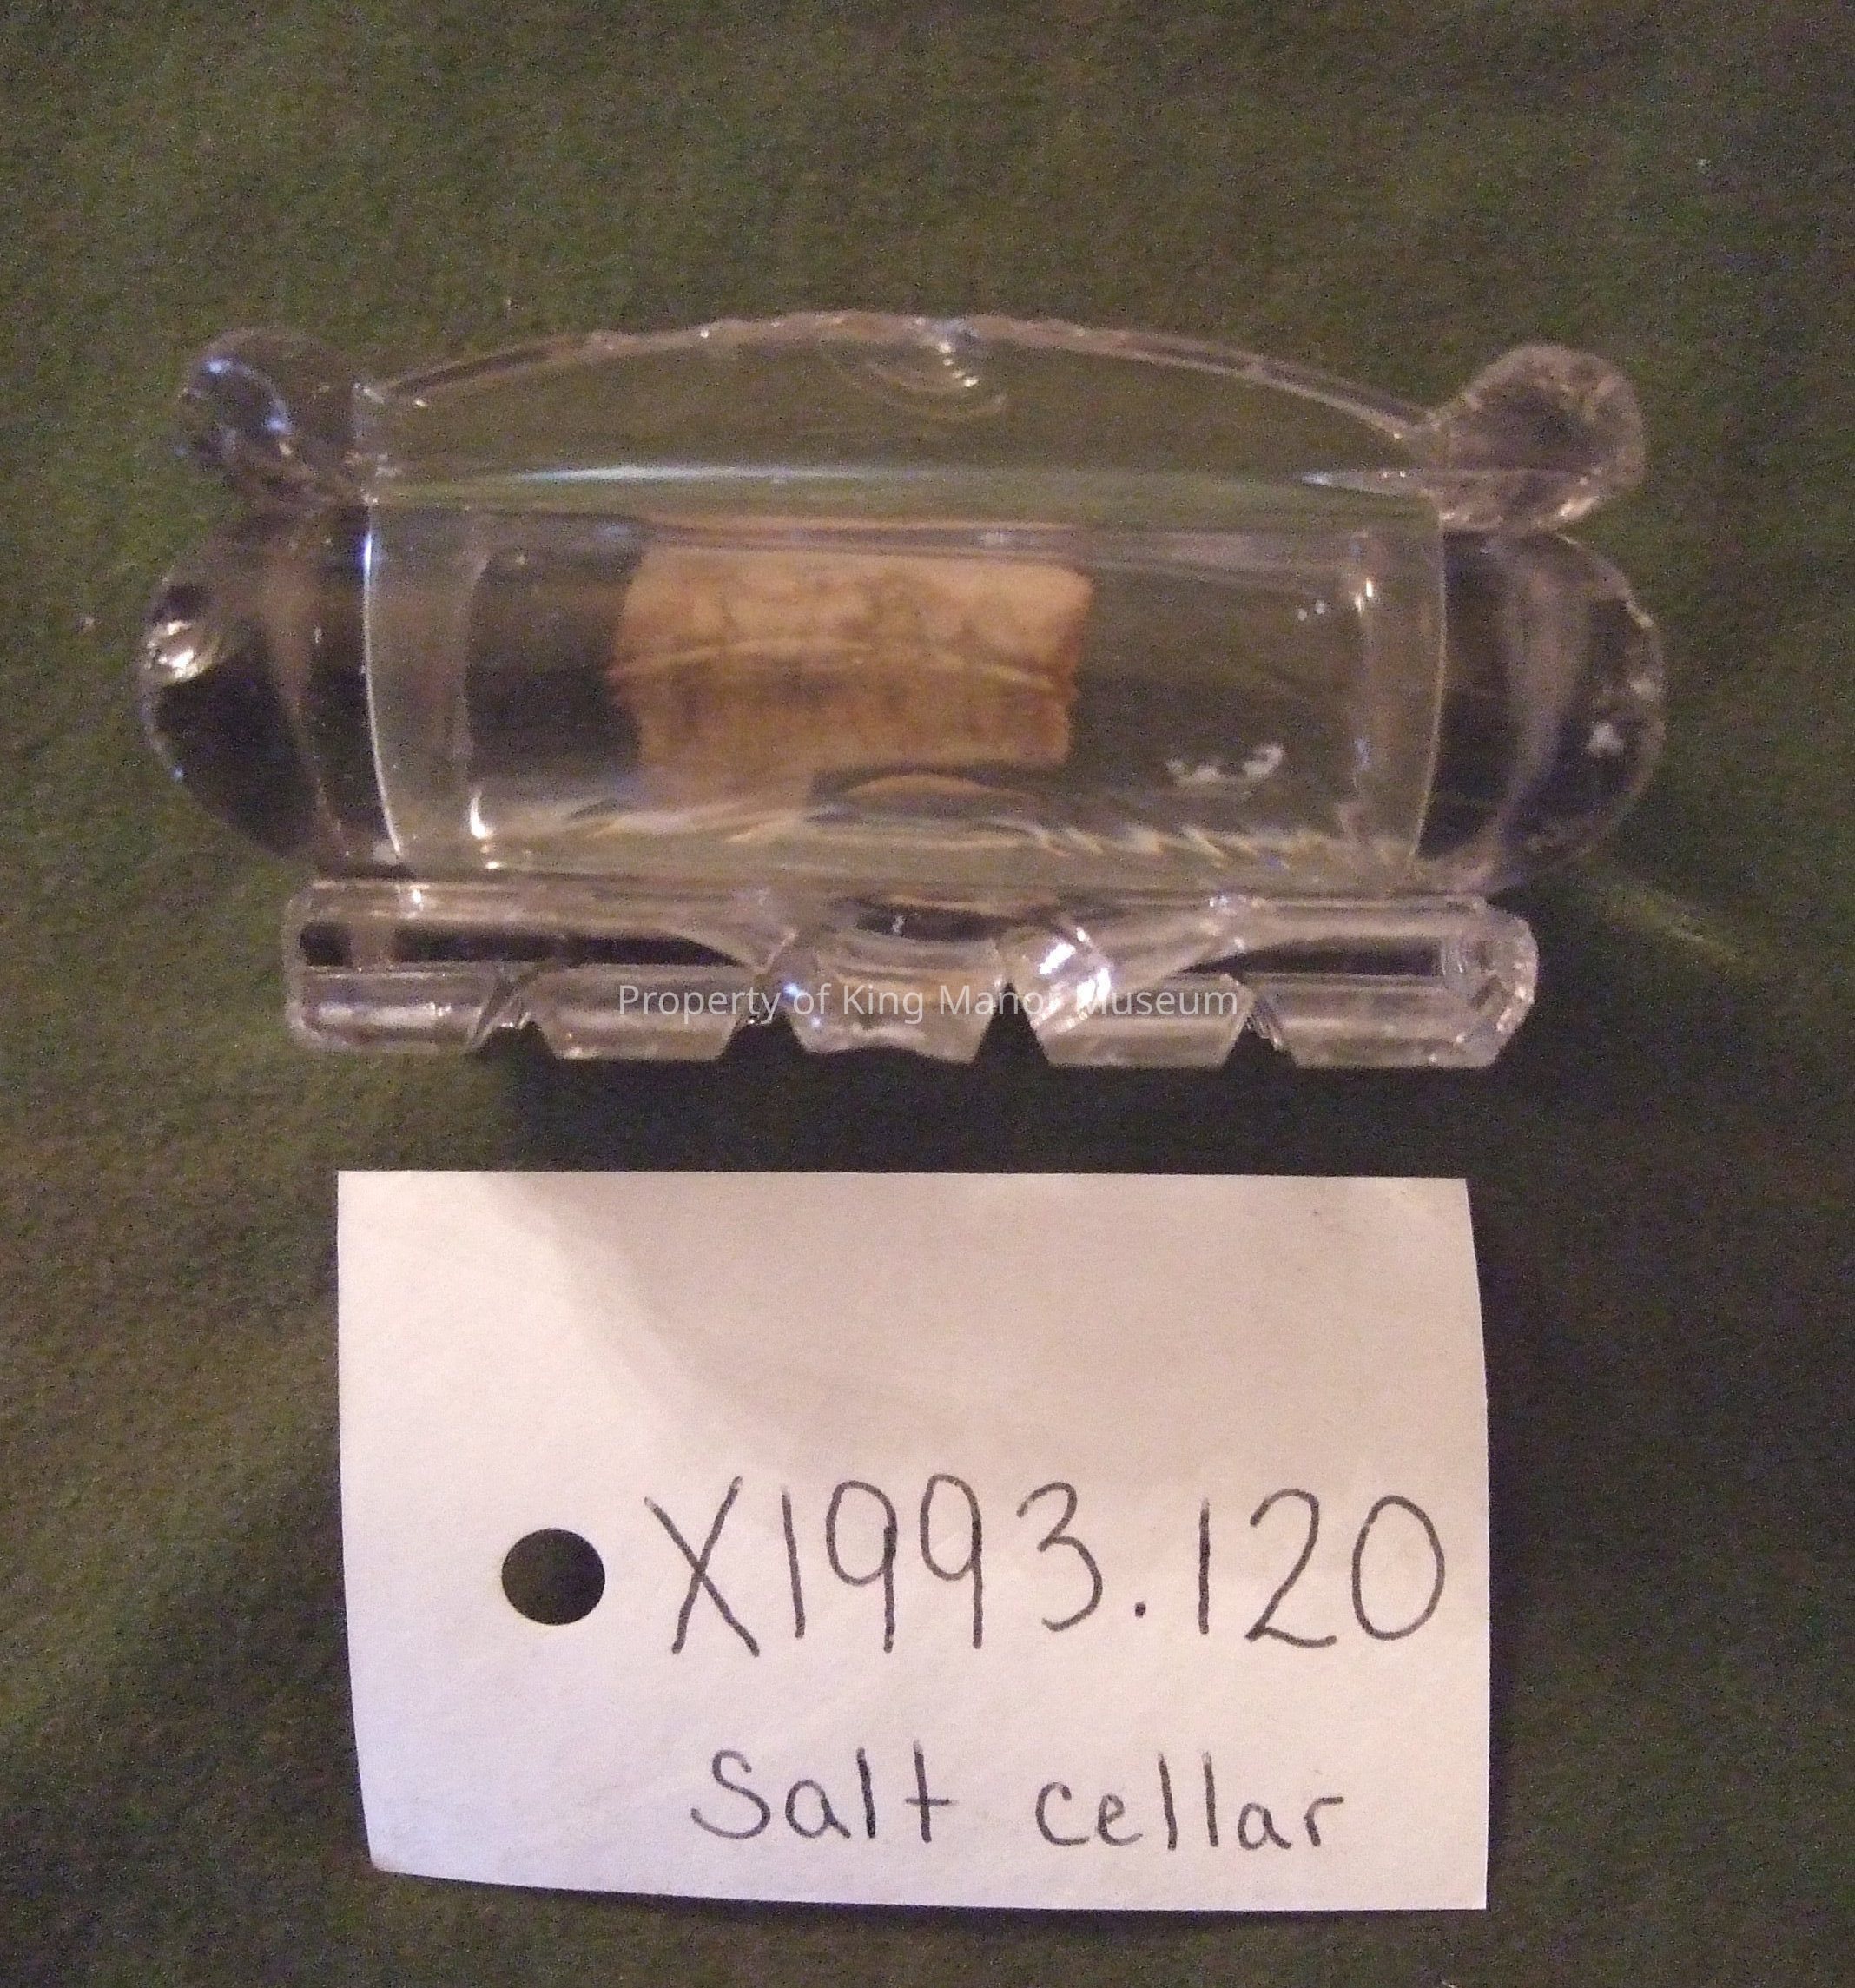 Property of King Manor Museum
X1993.120
Salt cellar